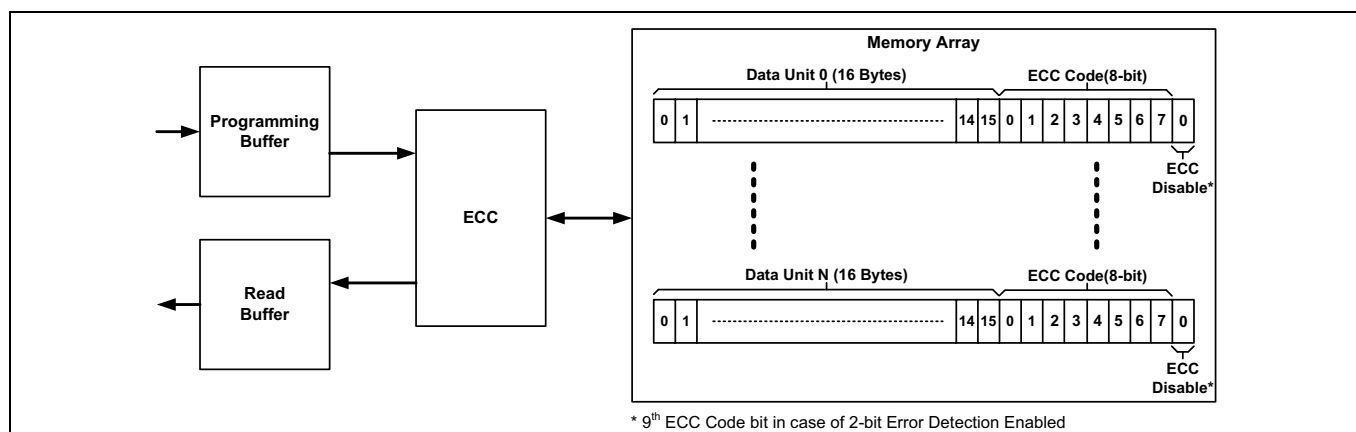 Memory Array
Data Unit 0 (16 Bytes) ECC Code(8-bit)
Programming
Buffer
0 1 14 15 0 1 2 3 4 5 6 7 0
ECC
Disable*
ECC
Read
Buffer
Data Unit N (16 Bytes) ECC Code(8-bit)
0 1 14 15 0 1 2 3 4 5 6 7 0
ECC
Disable*
* 9th ECC Code bit in case of 2-bit Error Detection Enabled